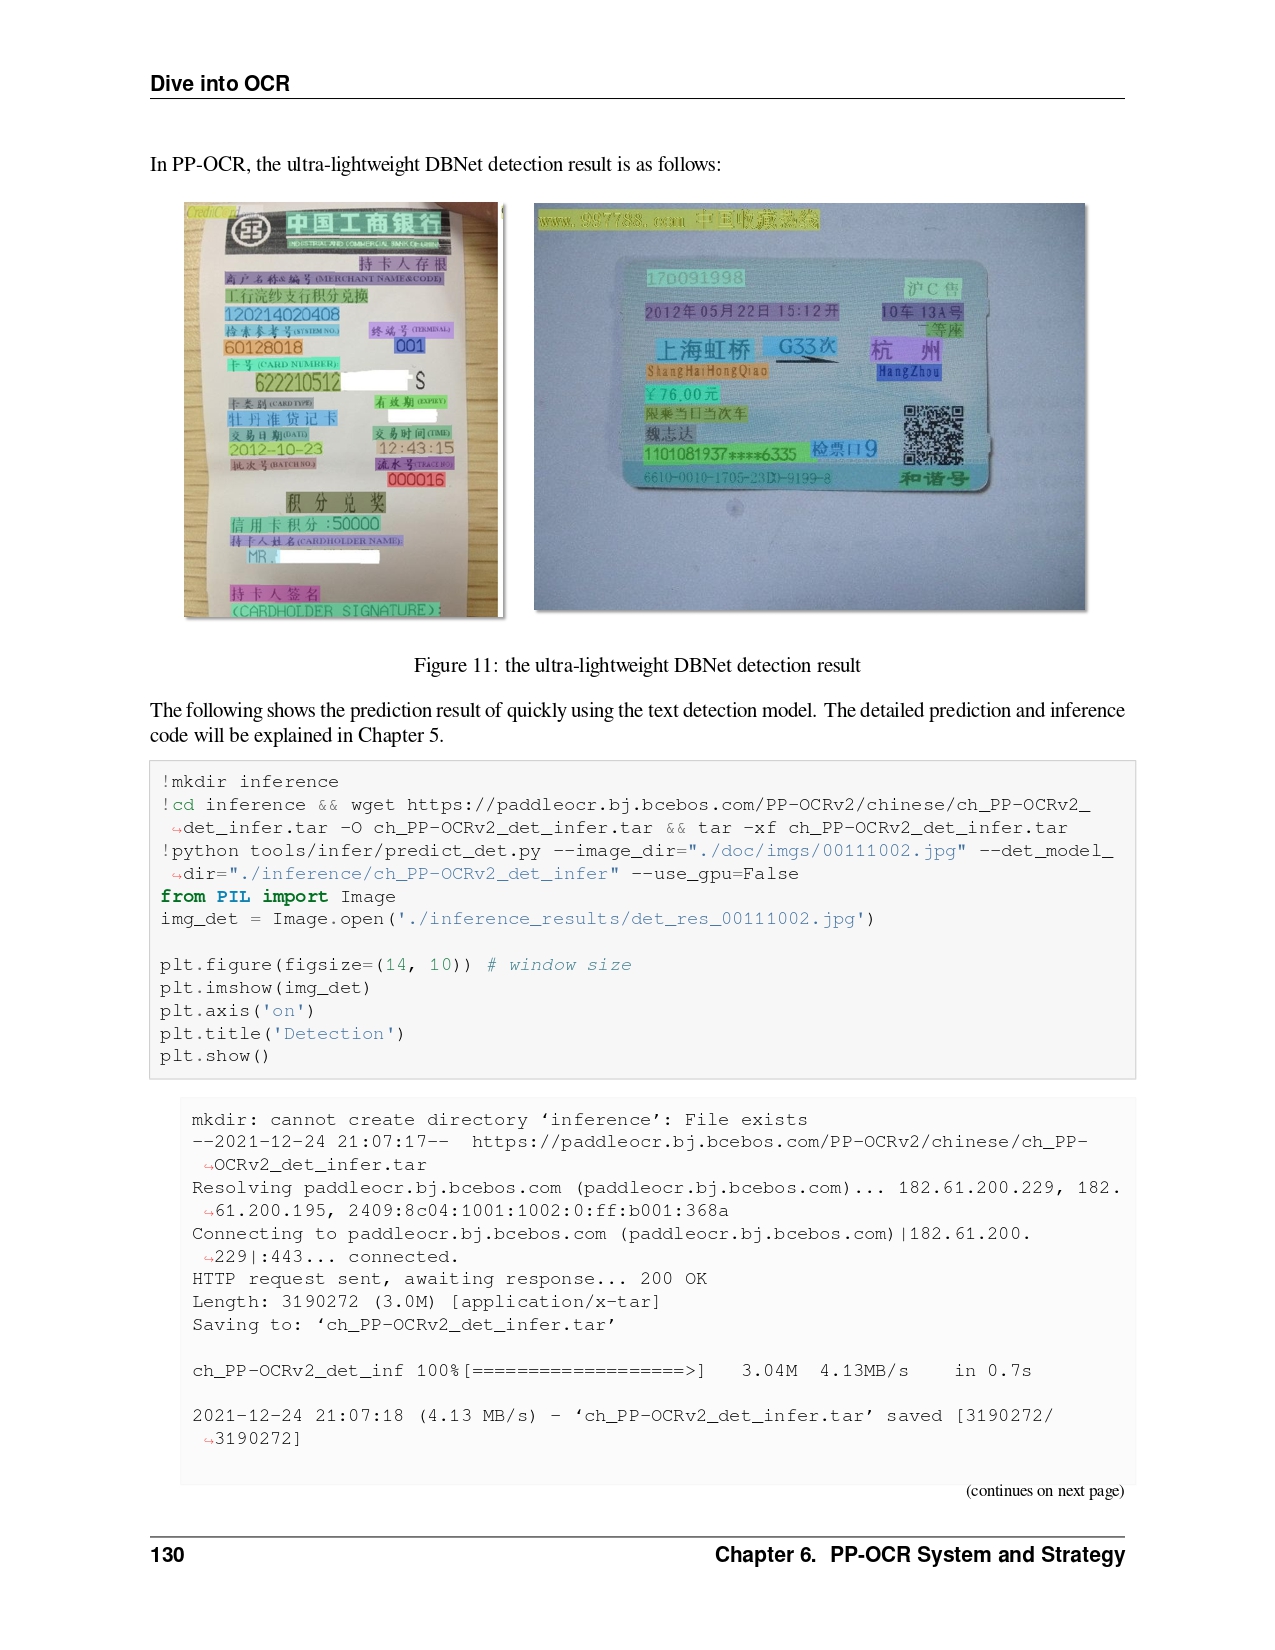 Dive into OCR
In PP-OCR, the ultra-lightweight DBNet detection result is as follows:
中国工商银行
INDUSTRIAL AND COMMERCIAL BANK OF CHINA
持卡人存根
商户名称&编号(MERCHANT NAME&CODE)
工行浣纱支行积分兑换
120214020408
检索参考号(SYSTEM NO.) 终端号(TERMINAL)
60128018 001
卡号(CARD NUMBER)
622210512 S
卡类别(CARD TYPE) 有效期(EXPIRY)
牡丹准贷记卡
交易日期(DATE) 交易时间(TIME)
2012-10-23 12:43:15
批次号(BATCH NO.) 流水号(TRACE NO.)
000016
积分兑奖
信用卡积分:50000
持卡人姓名(CARDHOLDER NAME)
MR.
持卡人签名
(CARDHOLDER SIGNATURE):
www.997788.com 中国收藏热线
17D091998
沪C售
2012年05月22日15:12开 10车13A号
等座
上海虹桥 G33次 杭州
ShangHaiHongQiao HangZhou
¥76.00元
限乘当日当次车
魏志达
1101081937****6335 检票口9
6610-0010-1705-23D0-9199-8 和谐号
Figure 11: the ultra-lightweight DBNet detection result
The following shows the prediction result of quickly using the text detection model. The detailed prediction and inference
code will be explained in Chapter 5.
!mkdir inference
!cd inference && wget https://paddleocr.bj.bcebos.com/PP-OCRv2/chinese/ch_PP-OCRv2_
↪det_infer.tar -O ch_PP-OCRv2_det_infer.tar && tar -xf ch_PP-OCRv2_det_infer.tar
!python tools/infer/predict_det.py --image_dir="./doc/imgs/00111002.jpg" --det_model_
↪dir="./inference/ch_PP-OCRv2_det_infer" --use_gpu=False
from PIL import Image
img_det = Image.open('./inference_results/det_res_00111002.jpg')
plt.figure(figsize=(14, 10)) # window size
plt.imshow(img_det)
plt.axis('on')
plt.title('Detection')
plt.show()
mkdir: cannot create directory ‘inference’: File exists
--2021-12-24 21:07:17--  https://paddleocr.bj.bcebos.com/PP-OCRv2/chinese/ch_PP-
↪OCRv2_det_infer.tar
Resolving paddleocr.bj.bcebos.com (paddleocr.bj.bcebos.com)... 182.61.200.229, 182.
↪61.200.195, 2409:8c04:1001:1002:0:ff:b001:368a
Connecting to paddleocr.bj.bcebos.com (paddleocr.bj.bcebos.com)|182.61.200.
↪229|:443... connected.
HTTP request sent, awaiting response... 200 OK
Length: 3190272 (3.0M) [application/x-tar]
Saving to: ‘ch_PP-OCRv2_det_infer.tar’
ch_PP-OCRv2_det_inf 100%[===================>]   3.04M  4.13MB/s    in 0.7s
2021-12-24 21:07:18 (4.13 MB/s) - ‘ch_PP-OCRv2_det_infer.tar’ saved [3190272/
↪3190272]
(continues on next page)
130 Chapter 6. PP-OCR System and Strategy